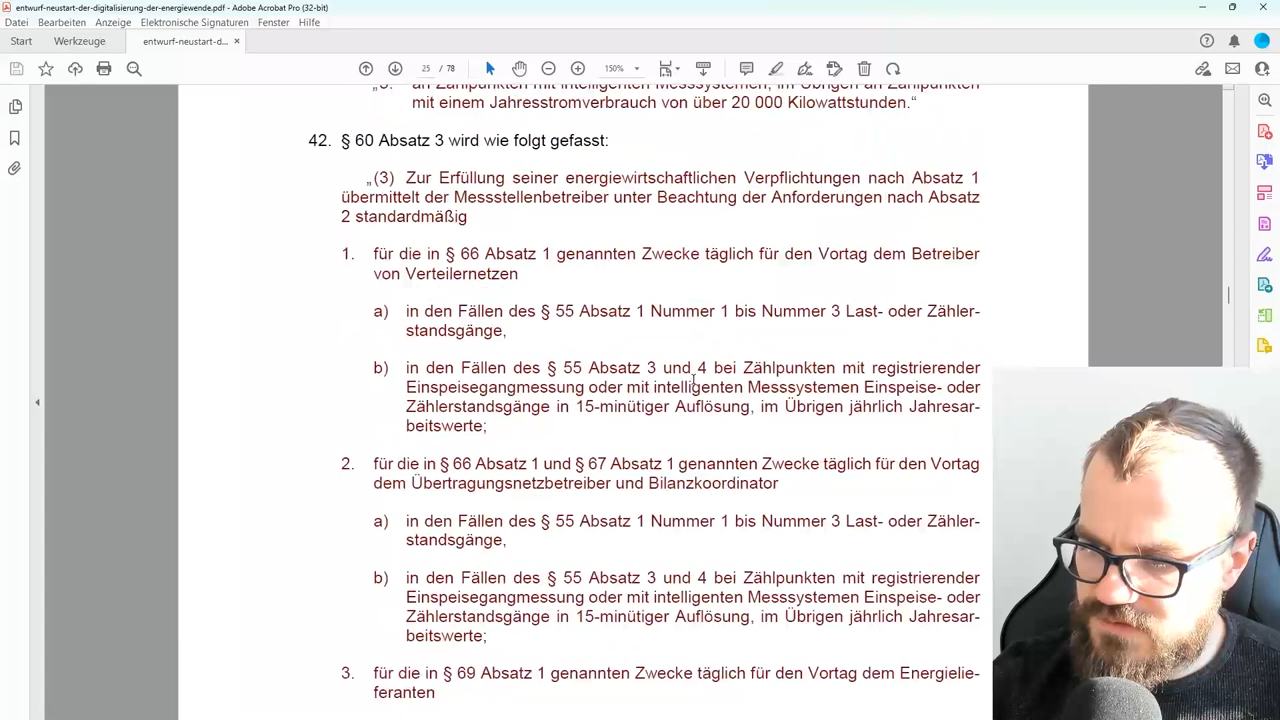 entwurf-neustart-der-digitalisierung-der-energiewende.pdf - Adobe Acrobat Pro (32-bit)
Datei Bearbeiten Anzeige Elektronische Signaturen Fenster Hilfe
Start Werkzeuge entwurf-neustart-d... ×
25 / 78 150%
„3. an Zählpunkten mit intelligenten Messsystemen, im Übrigen an Zählpunkten
mit einem Jahresstromverbrauch von über 20 000 Kilowattstunden.“
42. § 60 Absatz 3 wird wie folgt gefasst:
„(3) Zur Erfüllung seiner energiewirtschaftlichen Verpflichtungen nach Absatz 1
übermittelt der Messstellenbetreiber unter Beachtung der Anforderungen nach Absatz
2 standardmäßig
1. für die in § 66 Absatz 1 genannten Zwecke täglich für den Vortag dem Betreiber
von Verteilernetzen
a) in den Fällen des § 55 Absatz 1 Nummer 1 bis Nummer 3 Last- oder Zähler-
standsgänge,
b) in den Fällen des § 55 Absatz 3 und 4 bei Zählpunkten mit registrierender
Einspeisegangmessung oder mit intelligenten Messsystemen Einspeise- oder
Zählerstandsgänge in 15-minütiger Auflösung, im Übrigen jährlich Jahresar-
beitswerte;
2. für die in § 66 Absatz 1 und § 67 Absatz 1 genannten Zwecke täglich für den Vortag
dem Übertragungsnetzbetreiber und Bilanzkoordinator
a) in den Fällen des § 55 Absatz 1 Nummer 1 bis Nummer 3 Last- oder Zähler-
standsgänge,
b) in den Fällen des § 55 Absatz 3 und 4 bei Zählpunkten mit registrierender
Einspeisegangmessung oder mit intelligenten Messsystemen Einspeise- oder
Zählerstandsgänge in 15-minütiger Auflösung, im Übrigen jährlich Jahresar-
beitswerte;
3. für die in § 69 Absatz 1 genannten Zwecke täglich für den Vortag dem Energielie-
feranten